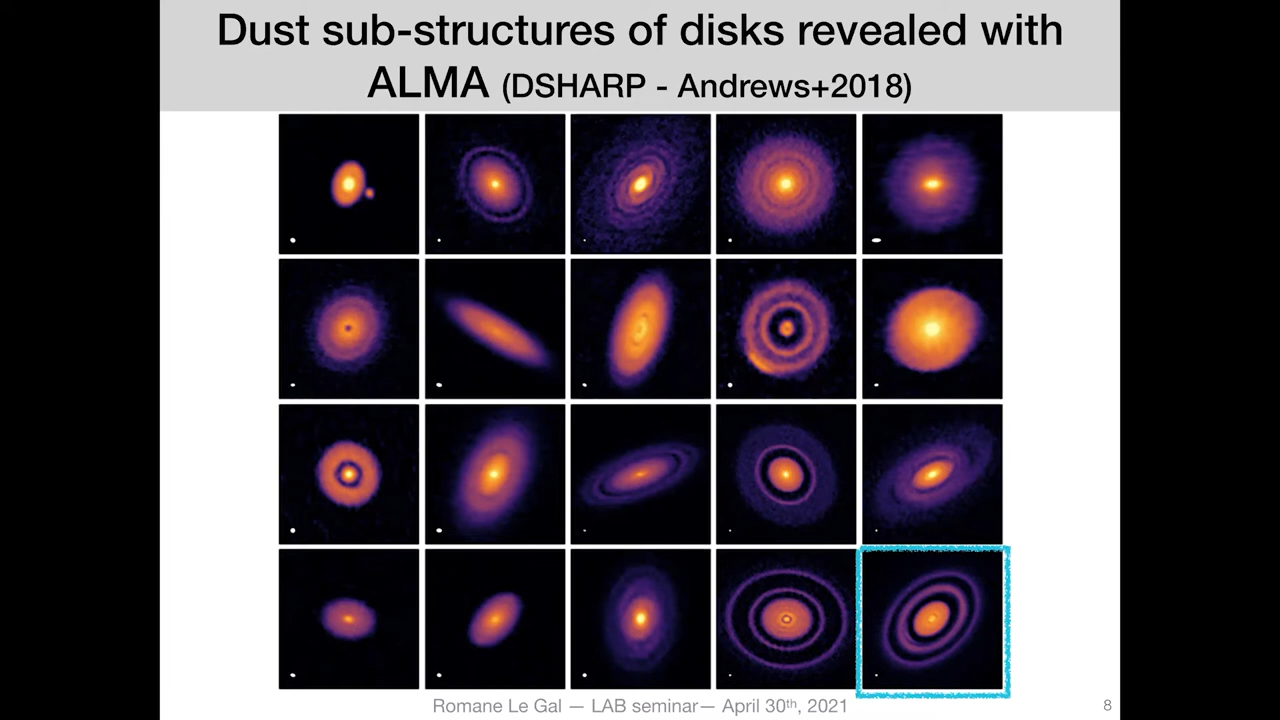 Dust sub-structures of disks revealed with
ALMA (DSHARP - Andrews+2018)
Romane Le Gal — LAB seminar— April 30th, 2021
8